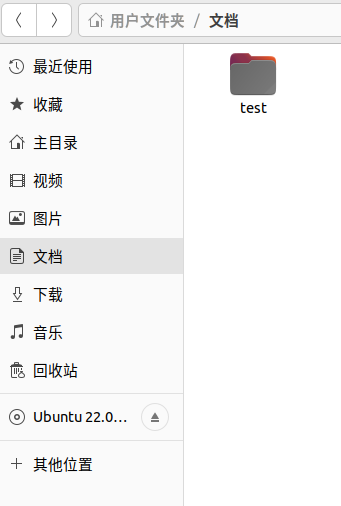 用户文件夹 / 文档
最近使用
收藏
主目录
视频
图片
文档
下载
音乐
回收站
Ubuntu 22.0...
其他位置
test